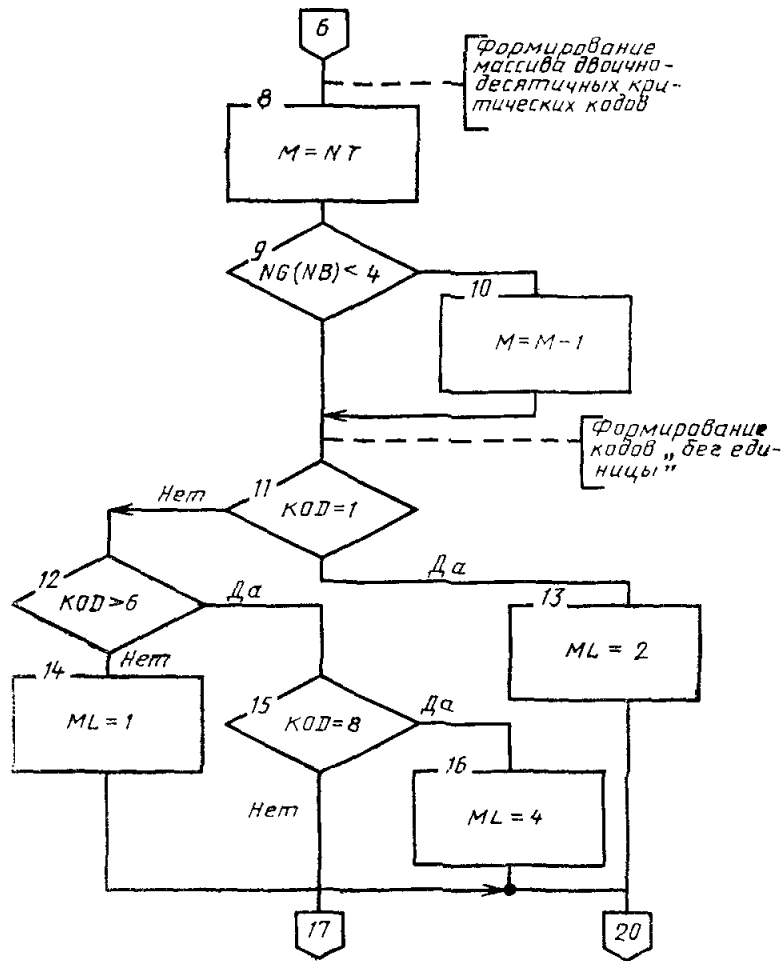 6
Формирование
массива двоично-
десятичных кри-
тических кодов
8
M = NT
9
NG(NB) < 4
10
M = M - 1
Формирование
кодов „бег еди-
ницы"
11
KOD = 1
Нет
Да
12
KOD > 6
Да
Нет
13
ML = 2
14
ML = 1
15
KOD = 8
Да
Нет
16
ML = 4
17
20